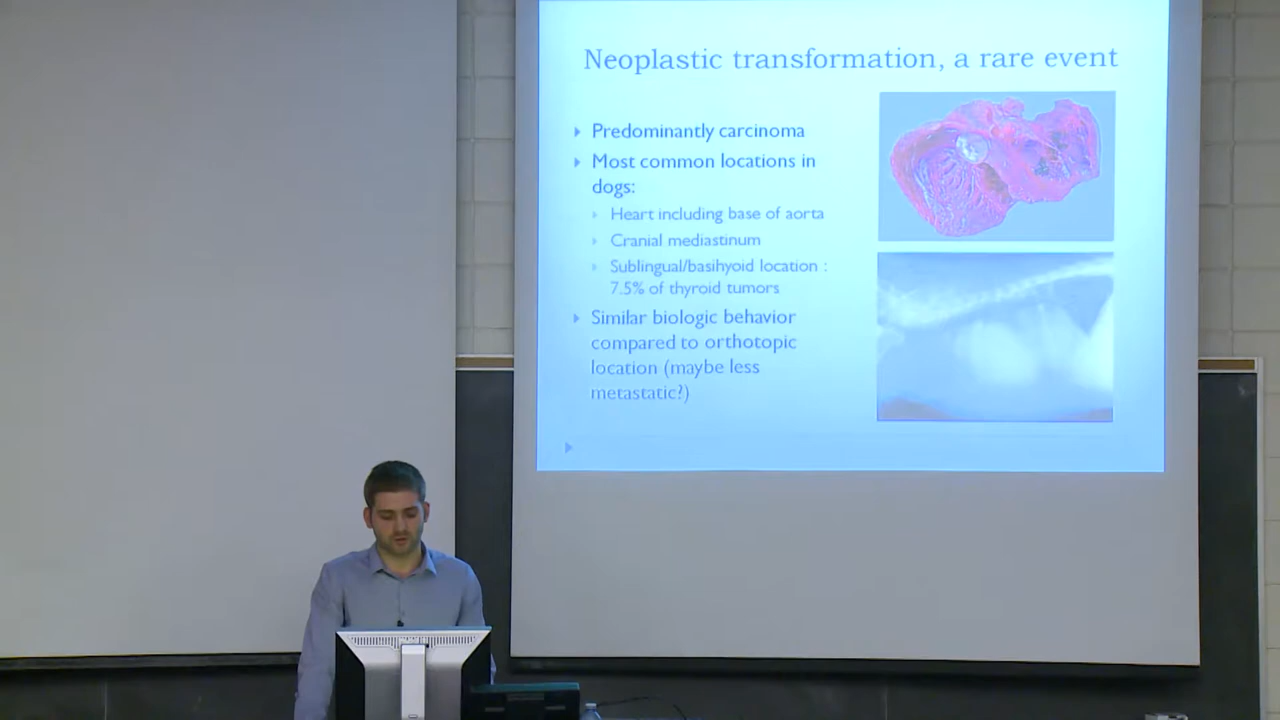 Neoplastic transformation, a rare event
Predominantly carcinoma
Most common locations in
dogs:
Heart including base of aorta
Cranial mediastinum
Sublingual/basihyoid location :
7.5% of thyroid tumors
Similar biologic behavior
compared to orthotopic
location (maybe less
metastatic?)